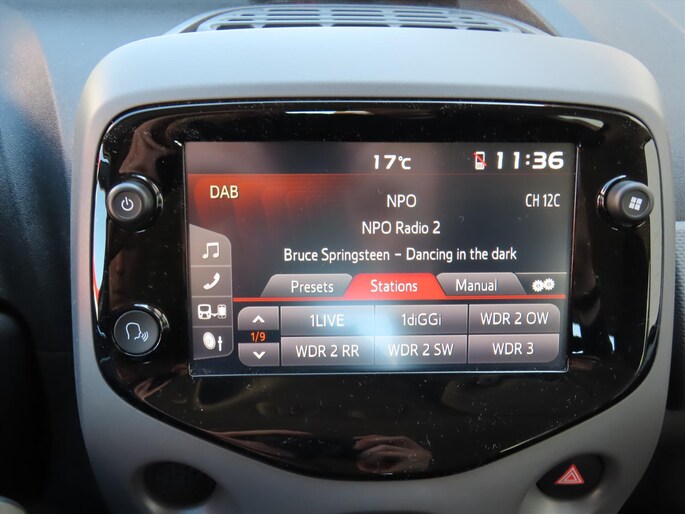 17°C 11:36
DAB NPO CH 12C
NPO Radio 2
Bruce Springsteen – Dancing in the dark
Presets Stations Manual
1LIVE 1diGGi WDR 2 OW
1/9
WDR 2 RR WDR 2 SW WDR 3